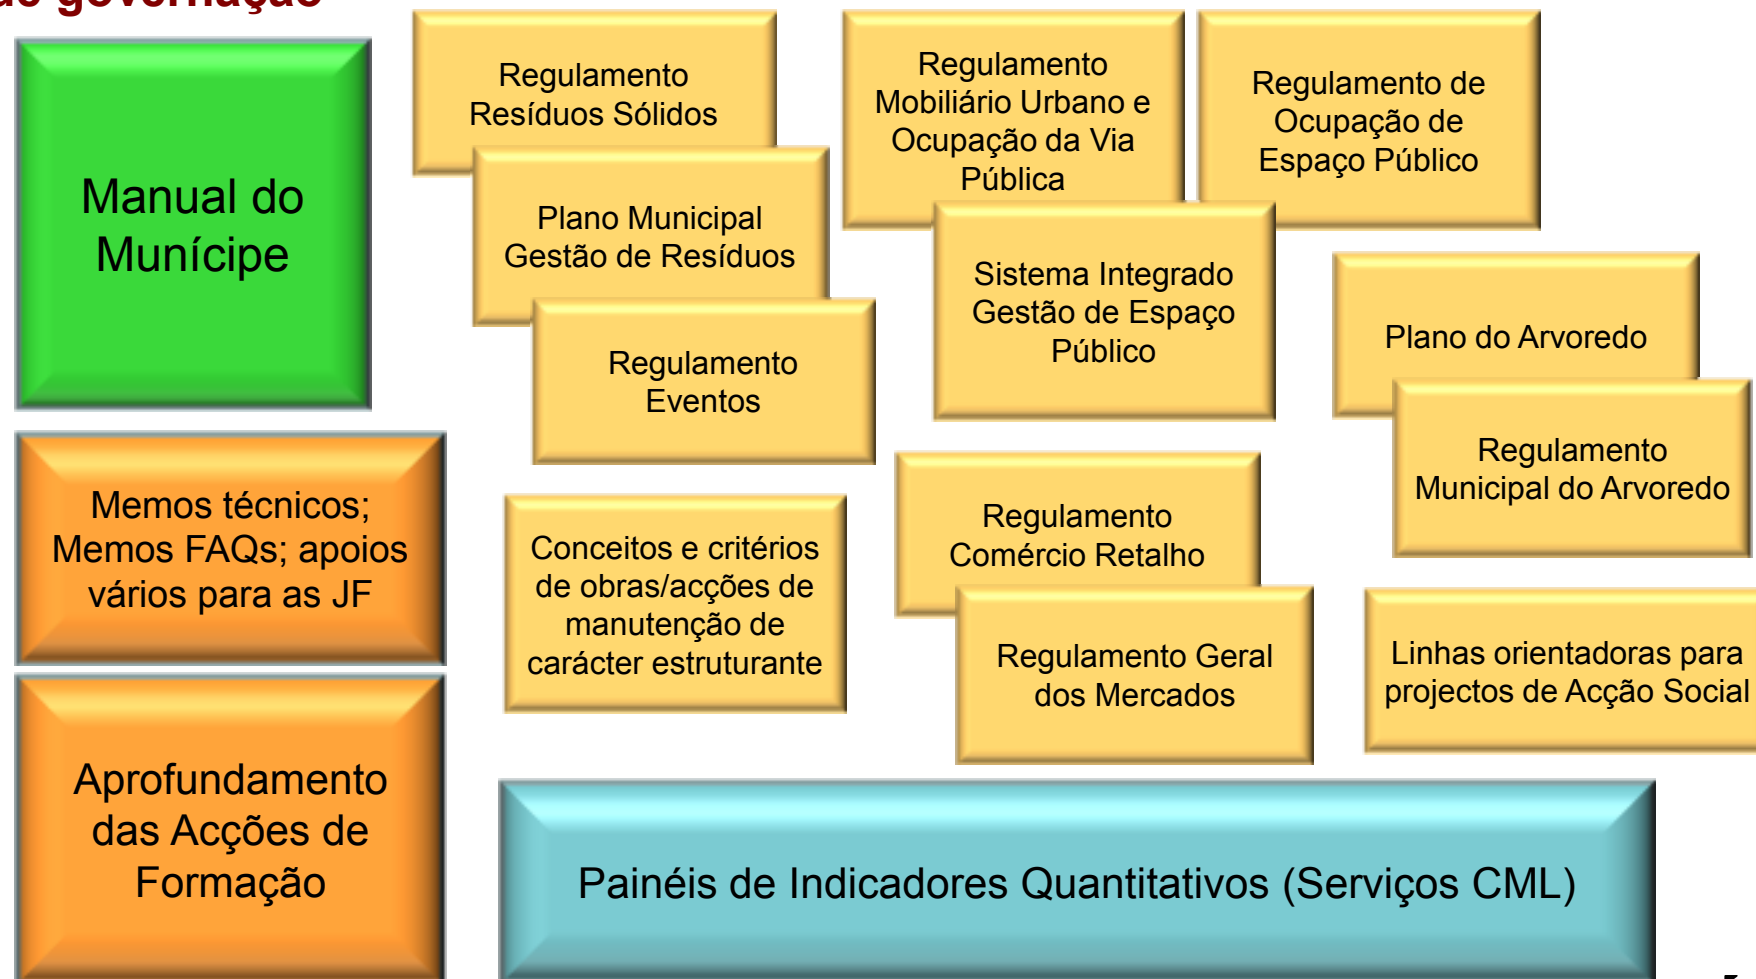 de governação
Manual do
Munícipe
Memos técnicos;
Memos FAQs; apoios
vários para as JF
Aprofundamento
das Acções de
Formação
Regulamento
Resíduos Sólidos
Plano Municipal
Gestão de Resíduos
Regulamento
Eventos
Regulamento
Mobiliário Urbano e
Ocupação da Via
Pública
Sistema Integrado
Gestão de Espaço
Público
Regulamento de
Ocupação de
Espaço Público
Plano do Arvoredo
Regulamento
Municipal do Arvoredo
Conceitos e critérios
de obras/acções de
manutenção de
carácter estruturante
Regulamento
Comércio Retalho
Regulamento Geral
dos Mercados
Linhas orientadoras para
projectos de Acção Social
Painéis de Indicadores Quantitativos (Serviços CML)